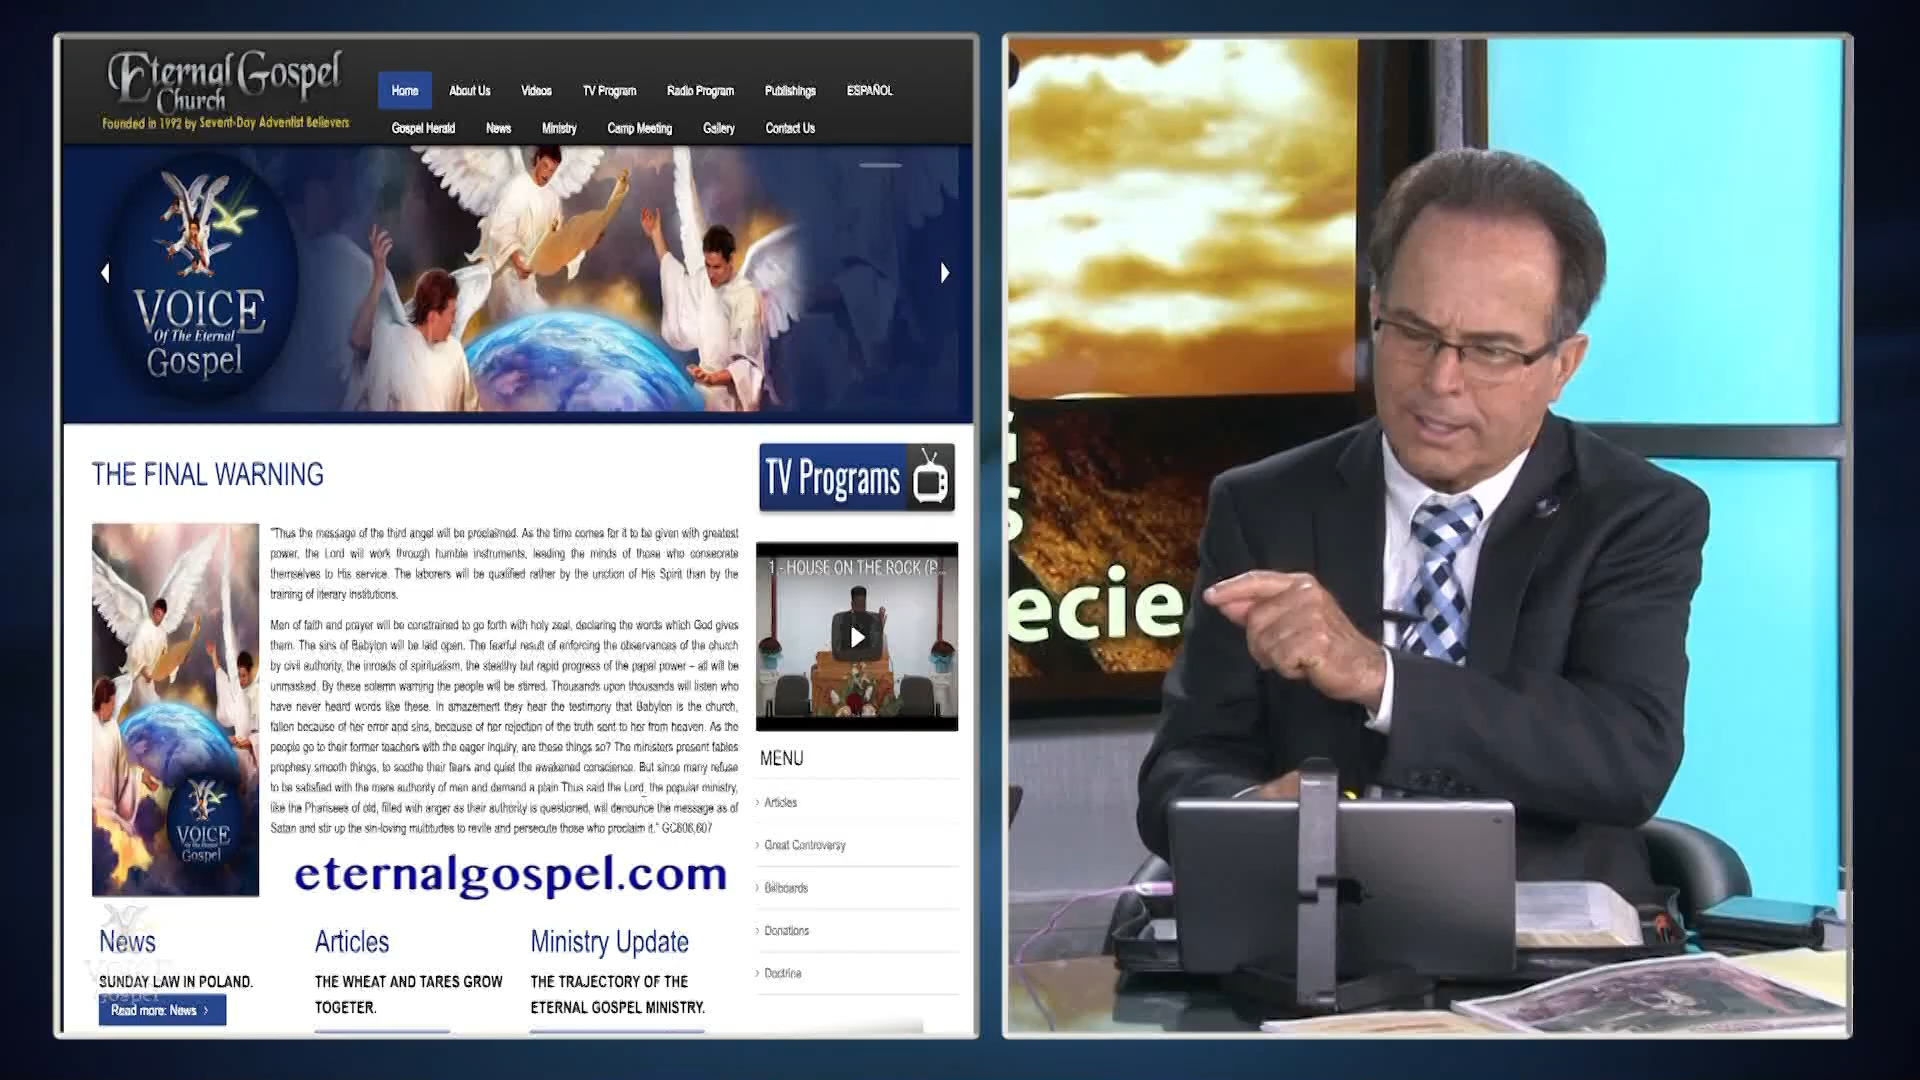 Eternal Gospel
Church
Founded in 1992 by Sevent-Day Adventist Believers
Home About Us Videos TV Program Radio Program Publishings ESPAÑOL
Gospel Herald News Ministry Camp Meeting Gallery Contact Us
VOICE
Of The Eternal
Gospel
THE FINAL WARNING
"Thus the message of the third angel will be proclaimed. As the time comes for it to be given with greatest
power, the Lord will work through humble instruments, leading the minds of those who consecrate
themselves to His service. The laborers will be qualified rather by the unction of His Spirit than by the
training of literary institutions.
Men of faith and prayer will be constrained to go forth with holy zeal, declaring the words which God gives
them. The sins of Babylon will be laid open. The fearful result of enforcing the observances of the church
by civil authority, the inroads of spiritualism, the stealthy but rapid progress of the papal power – all will be
unmasked. By these solemn warning the people will be stirred. Thousands upon thousands will listen who
have never heard words like these. In amazement they hear the testimony that Babylon is the church,
fallen because of her error and sins, because of her rejection of the truth sent to her from heaven. As the
people go to their former teachers with the eager inquiry, are these things so? The ministers present fables
prophesy smooth things, to soothe their fears and quiet the awakened conscience. But since many refuse
to be satisfied with the mere authority of men and demand a plain Thus said the Lord, the popular ministry,
like the Pharisees of old, filled with anger as their authority is questioned, will denounce the message as of
Satan and stir up the sin-loving multitudes to revile and persecute those who proclaim it." GC606,607
VOICE
Gospel
eternalgospel.com
TV Programs
1 - HOUSE ON THE ROCK (P...
MENU
Articles
Great Controversy
Billboards
Donations
Doctrine
News
SUNDAY LAW IN POLAND.
Read more: News
Articles
THE WHEAT AND TARES GROW
TOGETER.
Ministry Update
THE TRAJECTORY OF THE
ETERNAL GOSPEL MINISTRY.
VOICE
Gospel
ecie